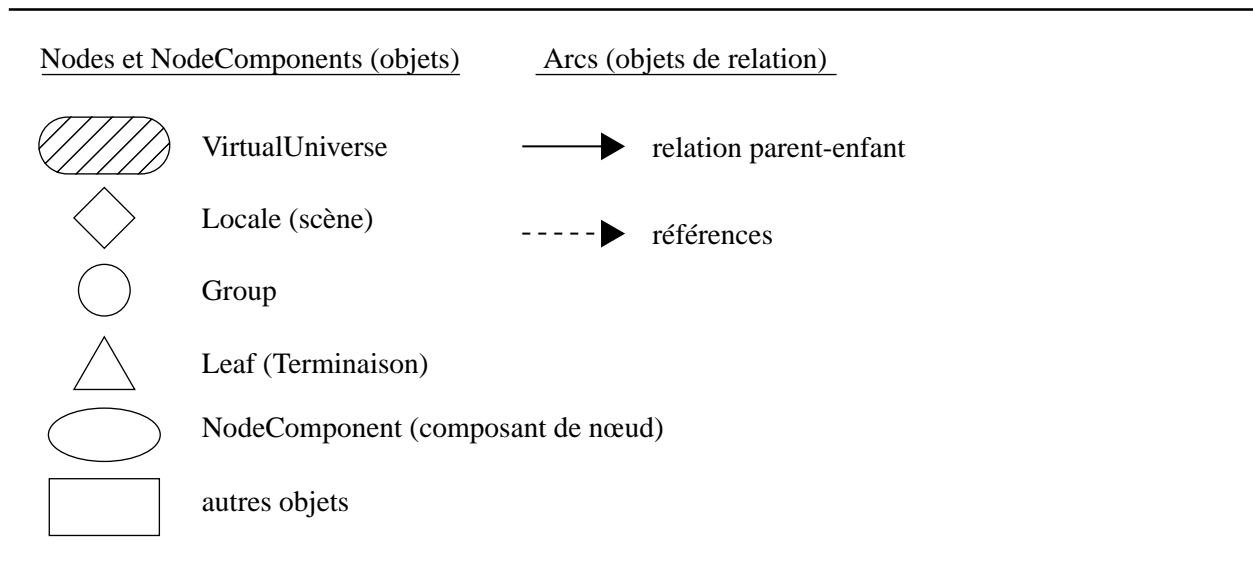 Nodes et NodeComponents (objets)
Arcs (objets de relation)
VirtualUniverse
relation parent-enfant
Locale (scène)
références
Group
Leaf (Terminaison)
NodeComponent (composant de nœud)
autres objets